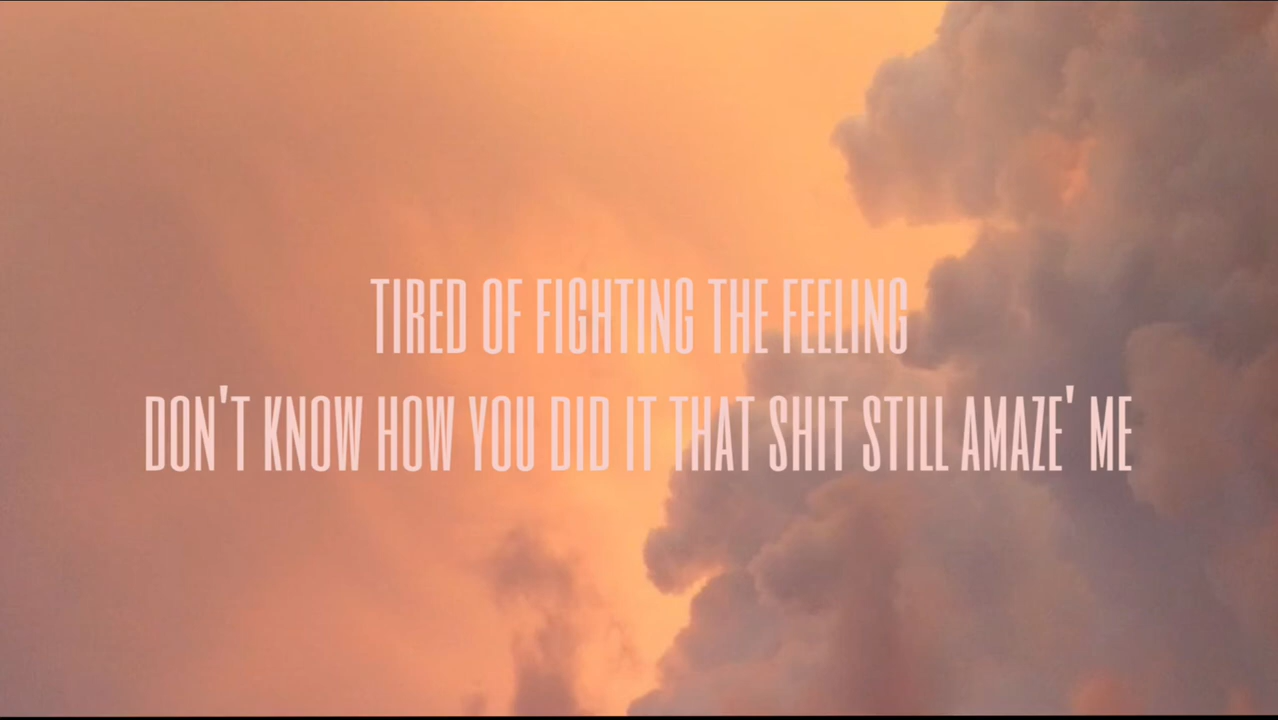 TIRED OF FIGHTING THE FEELING
DON'T KNOW HOW YOU DID IT THAT SHIT STILL AMAZE' ME